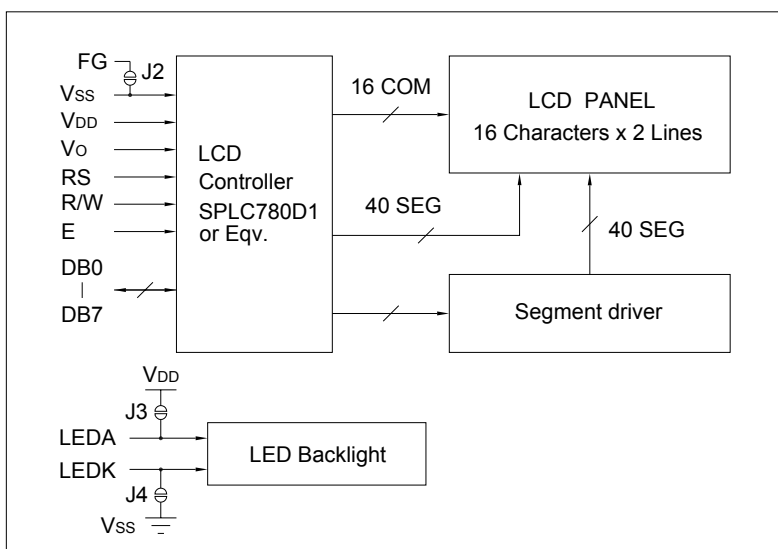 FG
J2
VSS
VDD
VO
RS
R/W
E
DB0
DB7
LCD
Controller
SPLC780D1
or Eqv.
16 COM
40 SEG
LCD PANEL
16 Characters x 2 Lines
40 SEG
Segment driver
VDD
J3
LEDA
LEDK
J4
VSS
LED Backlight